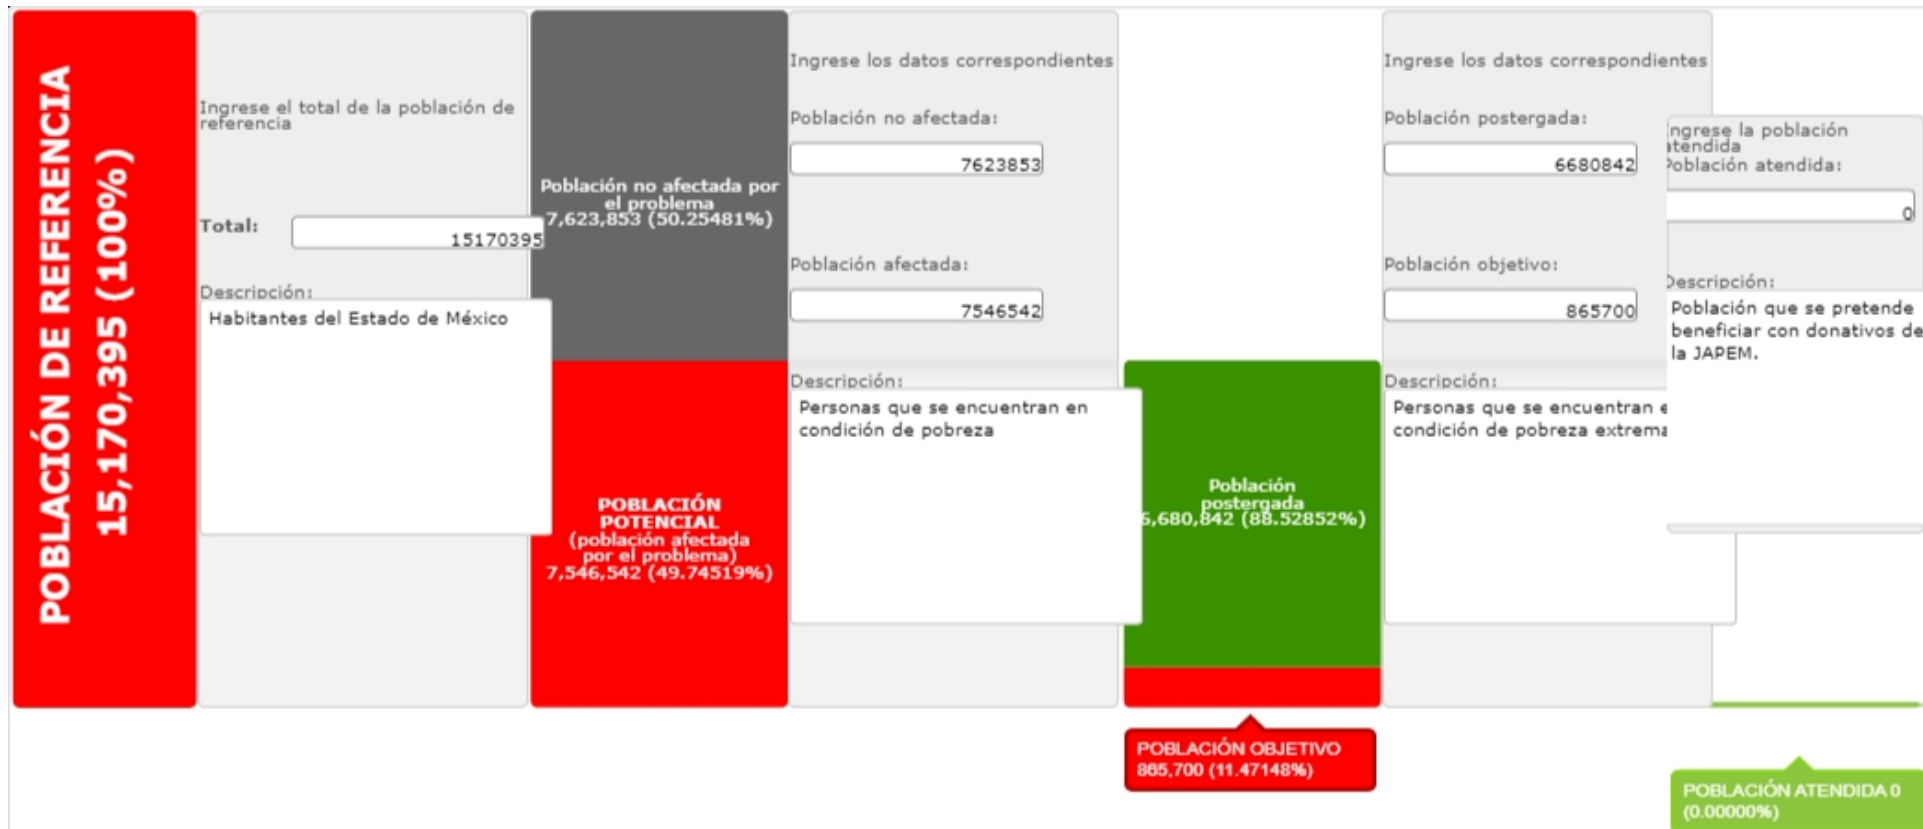 POBLACIÓN DE REFERENCIA
15,170,395 (100%)
Ingrese el total de la población de
referencia
Total:
15170395
Descripción:
Habitantes del Estado de México
Población no afectada por
el problema
7,623,853 (50.25481%)
POBLACIÓN
POTENCIAL
(población afectada
por el problema)
7,546,542 (49.74519%)
Ingrese los datos correspondientes
Población no afectada:
7623853
Población afectada:
7546542
Descripción:
Personas que se encuentran en
condición de pobreza
Población
postergada
6,680,842 (88.52852%)
POBLACIÓN OBJETIVO
865,700 (11.47148%)
Ingrese los datos correspondientes
Población postergada:
6680842
Población objetivo:
865700
Descripción:
Personas que se encuentran e
condición de pobreza extrema
Ingrese la población
atendida
Población atendida:
0
Descripción:
Población que se pretende
beneficiar con donativos de
la JAPEM.
POBLACIÓN ATENDIDA 0
(0.00000%)